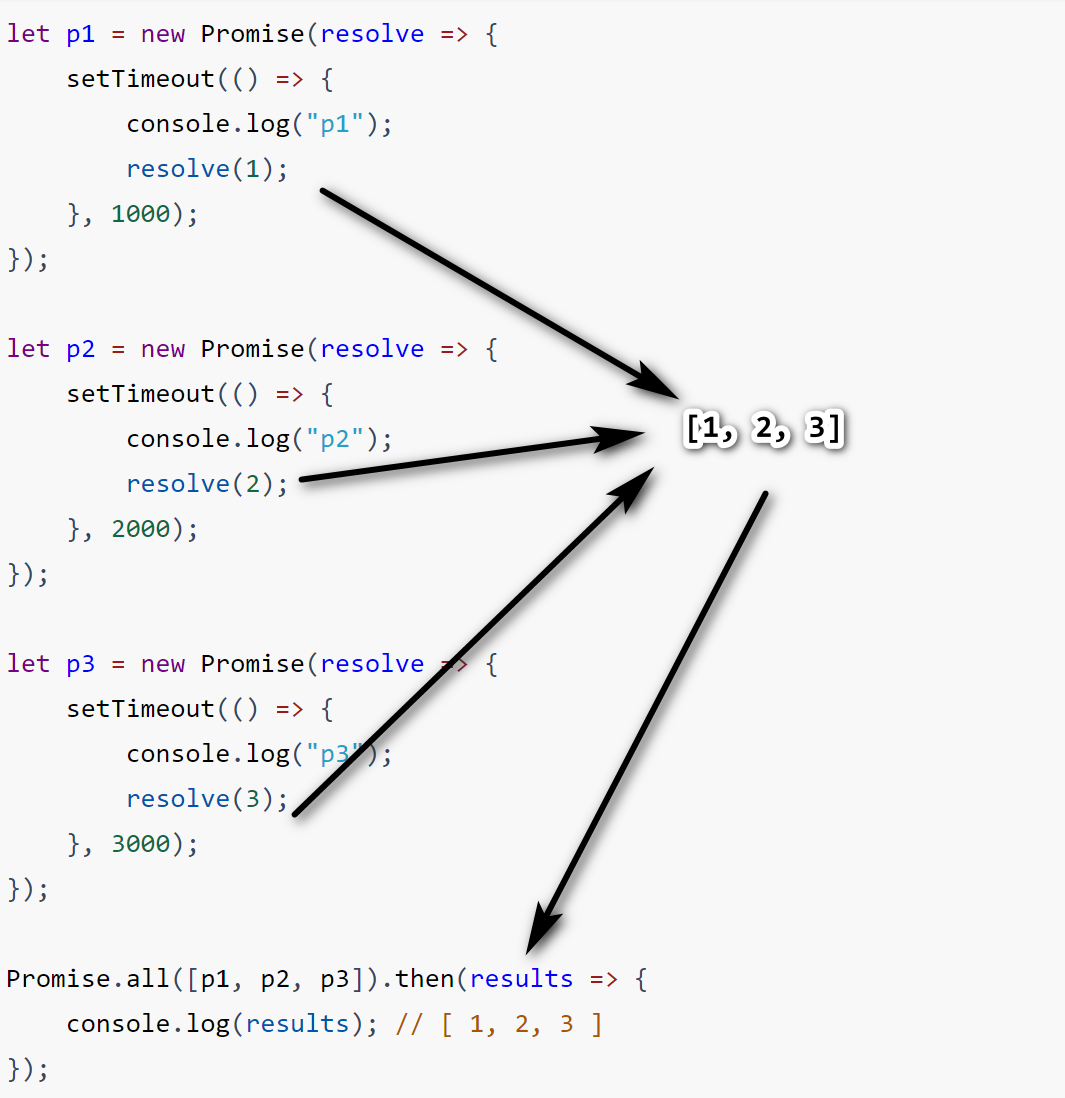 let p1 = new Promise(resolve => {
    setTimeout(() => {
        console.log("p1");
        resolve(1);
    }, 1000);
});
let p2 = new Promise(resolve => {
    setTimeout(() => {
        console.log("p2");
        resolve(2);
    }, 2000);
});
[1, 2, 3]
let p3 = new Promise(resolve => {
    setTimeout(() => {
        console.log("p3");
        resolve(3);
    }, 3000);
});
Promise.all([p1, p2, p3]).then(results => {
    console.log(results); // [ 1, 2, 3 ]
});